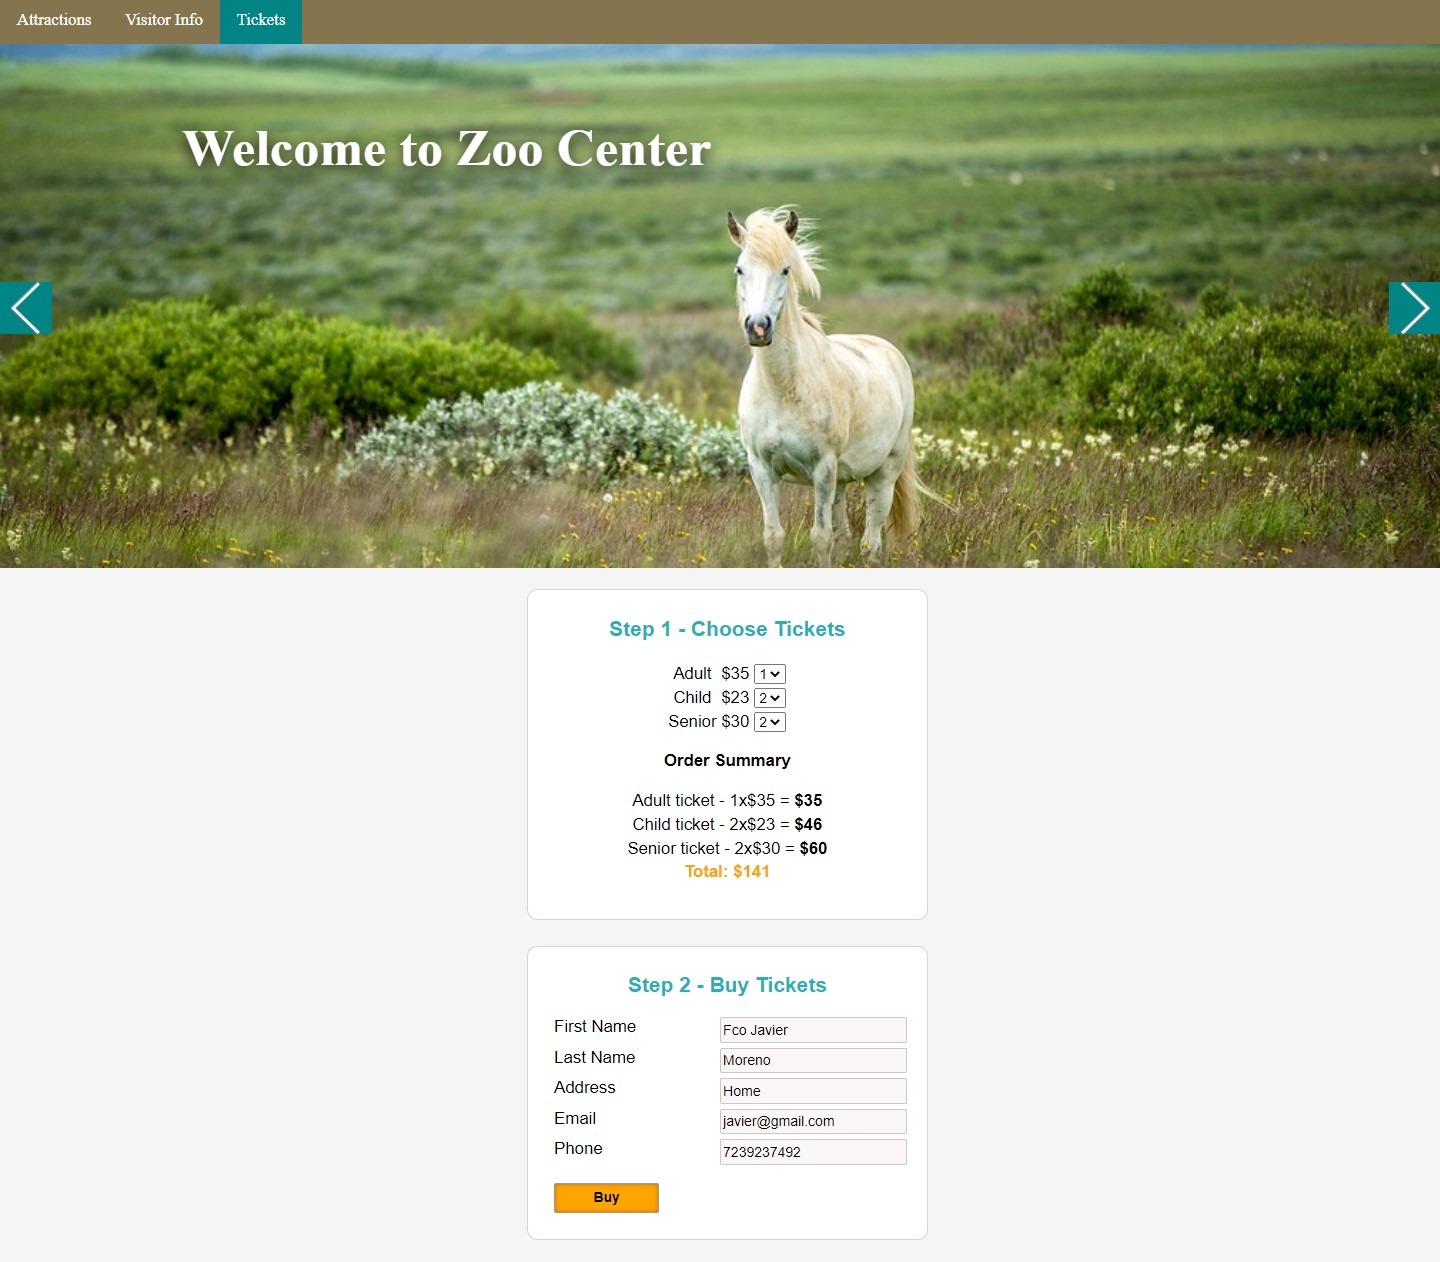 Attractions Visitor Info Tickets
Welcome to Zoo Center
Step 1 - Choose Tickets
Adult $35 1
Child $23 2
Senior $30 2
Order Summary
Adult ticket - 1x$35 = $35
Child ticket - 2x$23 = $46
Senior ticket - 2x$30 = $60
Total: $141
Step 2 - Buy Tickets
First Name Fco Javier
Last Name Moreno
Address Home
Email javier@gmail.com
Phone 7239237492
Buy